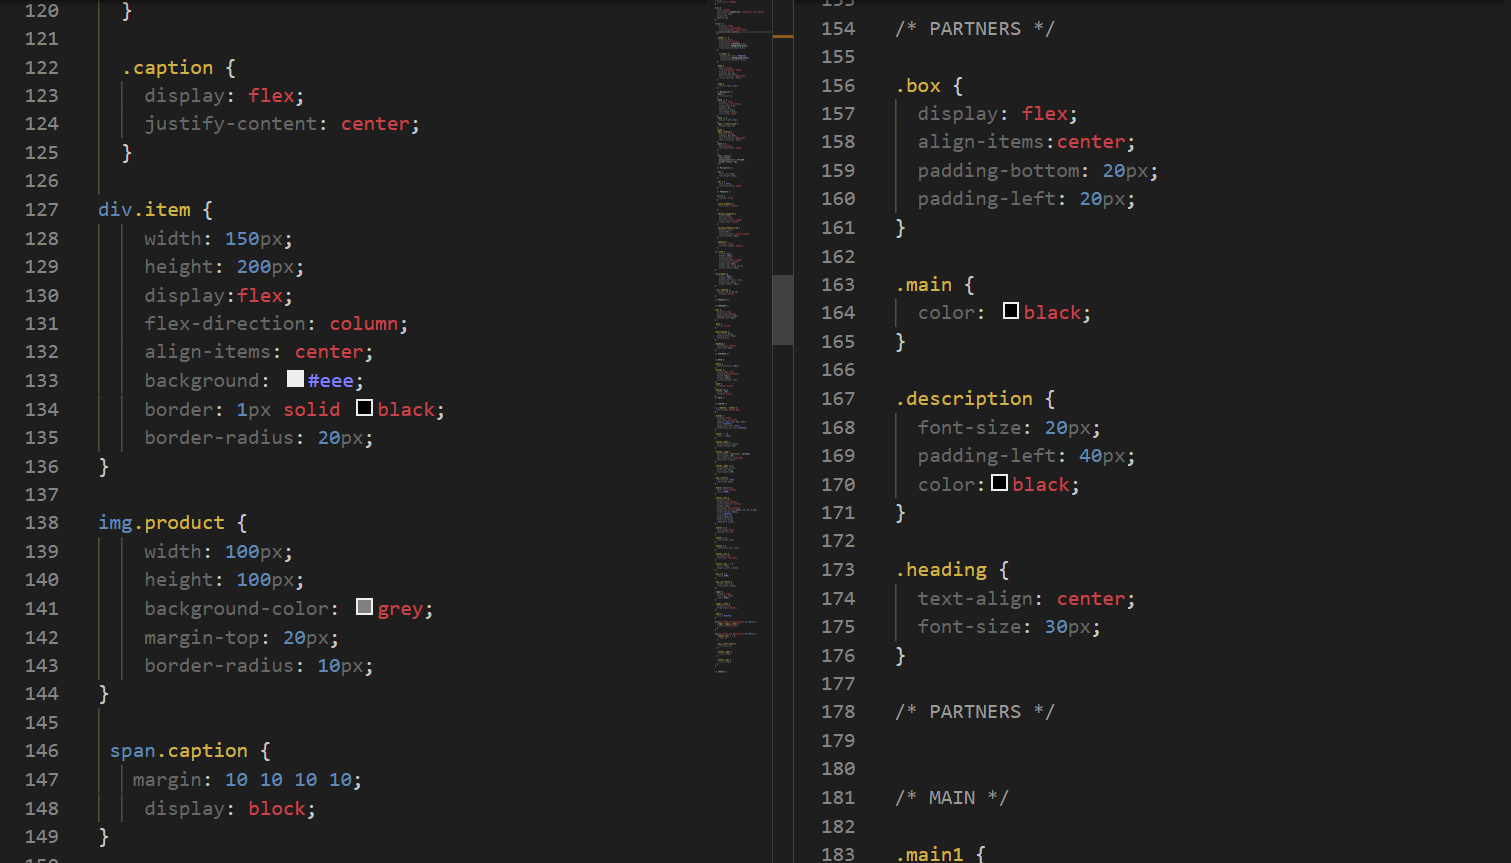 120 }
121
122 .caption {
123 display: flex;
124 justify-content: center;
125 }
126
127 div.item {
128 width: 150px;
129 height: 200px;
130 display:flex;
131 flex-direction: column;
132 align-items: center;
133 background: #eee;
134 border: 1px solid black;
135 border-radius: 20px;
136 }
137
138 img.product {
139 width: 100px;
140 height: 100px;
141 background-color: grey;
142 margin-top: 20px;
143 border-radius: 10px;
144 }
145
146 span.caption {
147 margin: 10 10 10 10;
148 display: block;
149 }
154 /* PARTNERS */
155
156 .box {
157 display: flex;
158 align-items:center;
159 padding-bottom: 20px;
160 padding-left: 20px;
161 }
162
163 .main {
164 color: black;
165 }
166
167 .description {
168 font-size: 20px;
169 padding-left: 40px;
170 color:black;
171 }
172
173 .heading {
174 text-align: center;
175 font-size: 30px;
176 }
177
178 /* PARTNERS */
179
180
181 /* MAIN */
182
183 .main1 {